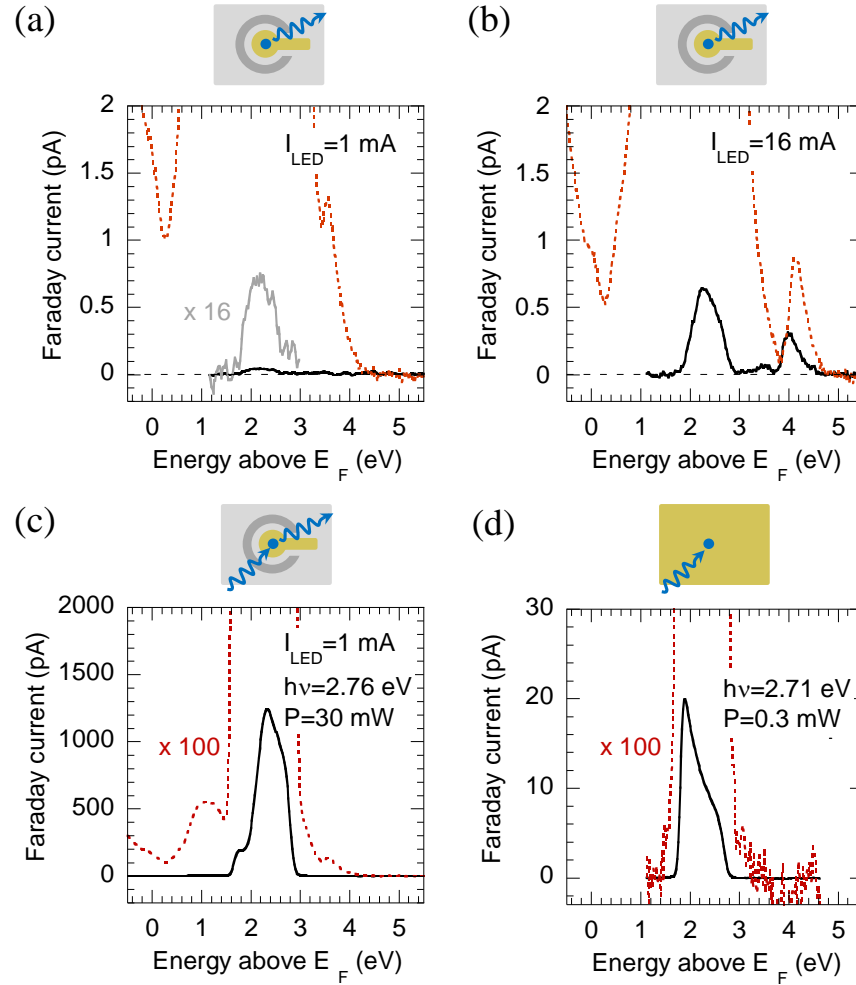 (a)
2
1.5
1
0.5
0
Faraday current (pA)
I_LED=1 mA
x 16
0 1 2 3 4 5
Energy above E_F (eV)
(b)
2
1.5
1
0.5
0
Faraday current (pA)
I_LED=16 mA
0 1 2 3 4 5
Energy above E_F (eV)
(c)
2000
1500
1000
500
0
Faraday current (pA)
I_LED=1 mA
hν=2.76 eV
P=30 mW
x 100
0 1 2 3 4 5
Energy above E_F (eV)
(d)
30
20
10
0
Faraday current (pA)
hν=2.71 eV
P=0.3 mW
x 100
0 1 2 3 4 5
Energy above E_F (eV)